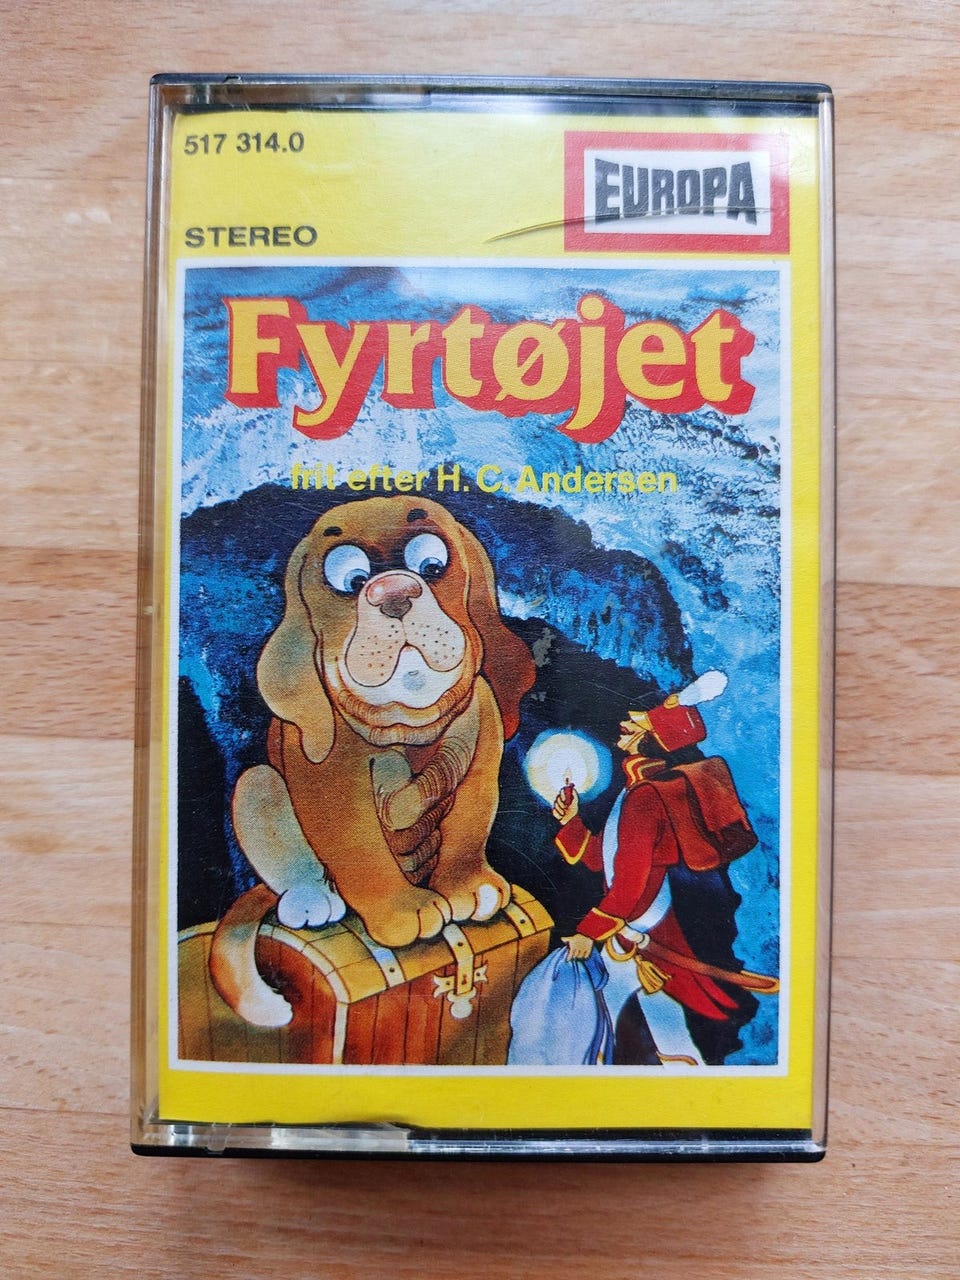 517 314.0
EUROPA
STEREO
Fyrtøjet
frit efter H. C. Andersen